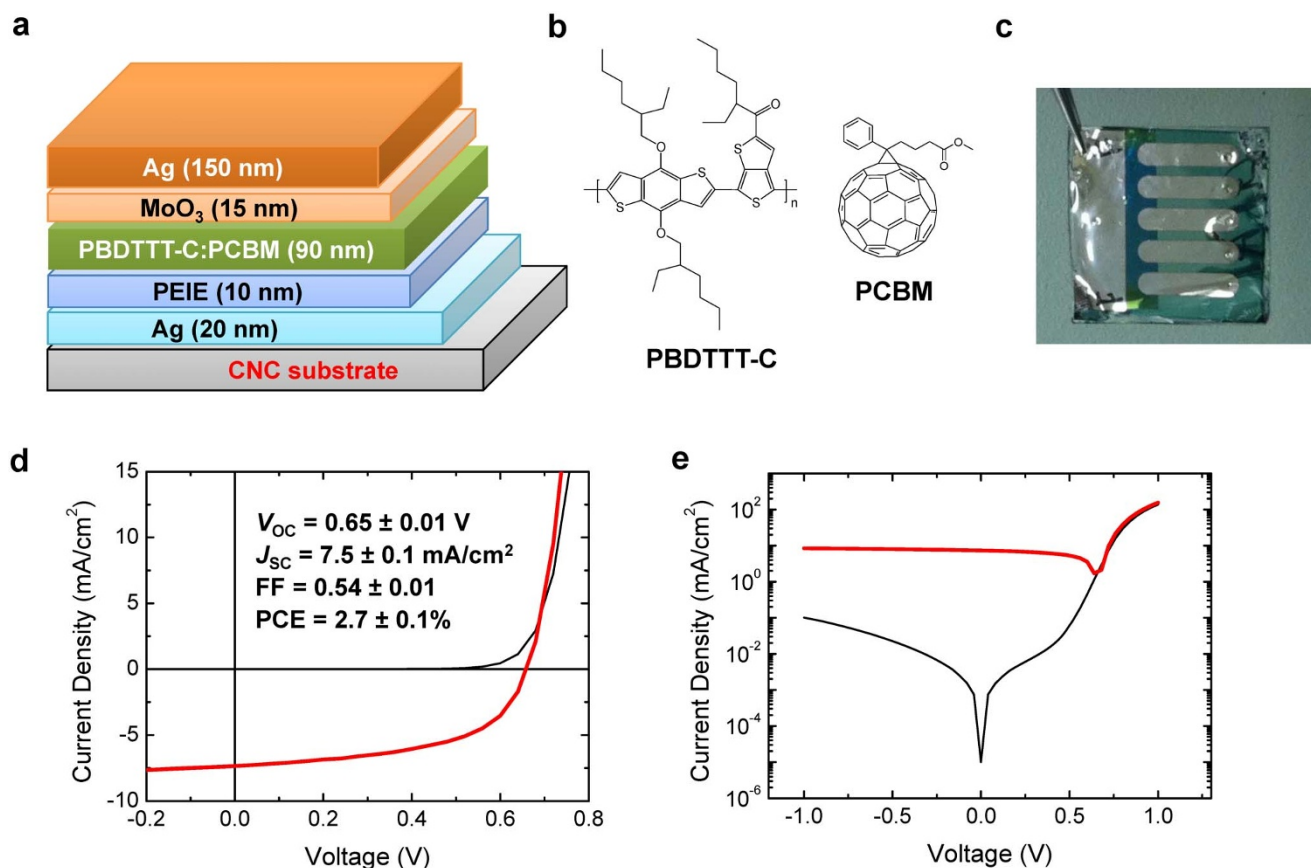 a
Ag (150 nm)
MoO₃ (15 nm)
PBDTTT-C:PCBM (90 nm)
PEIE (10 nm)
Ag (20 nm)
CNC substrate
b
O
S
S
O
S
S
O
n
PBDTTT-C
O
O
PCBM
c
d
Current Density (mA/cm²)
15
10
5
0
-5
-10
V_OC = 0.65 ± 0.01 V
J_SC = 7.5 ± 0.1 mA/cm²
FF = 0.54 ± 0.01
PCE = 2.7 ± 0.1%
-0.2 0.0 0.2 0.4 0.6 0.8
Voltage (V)
e
Current Density (mA/cm²)
10²
10⁰
10⁻²
10⁻⁴
10⁻⁶
-1.0 -0.5 0.0 0.5 1.0
Voltage (V)